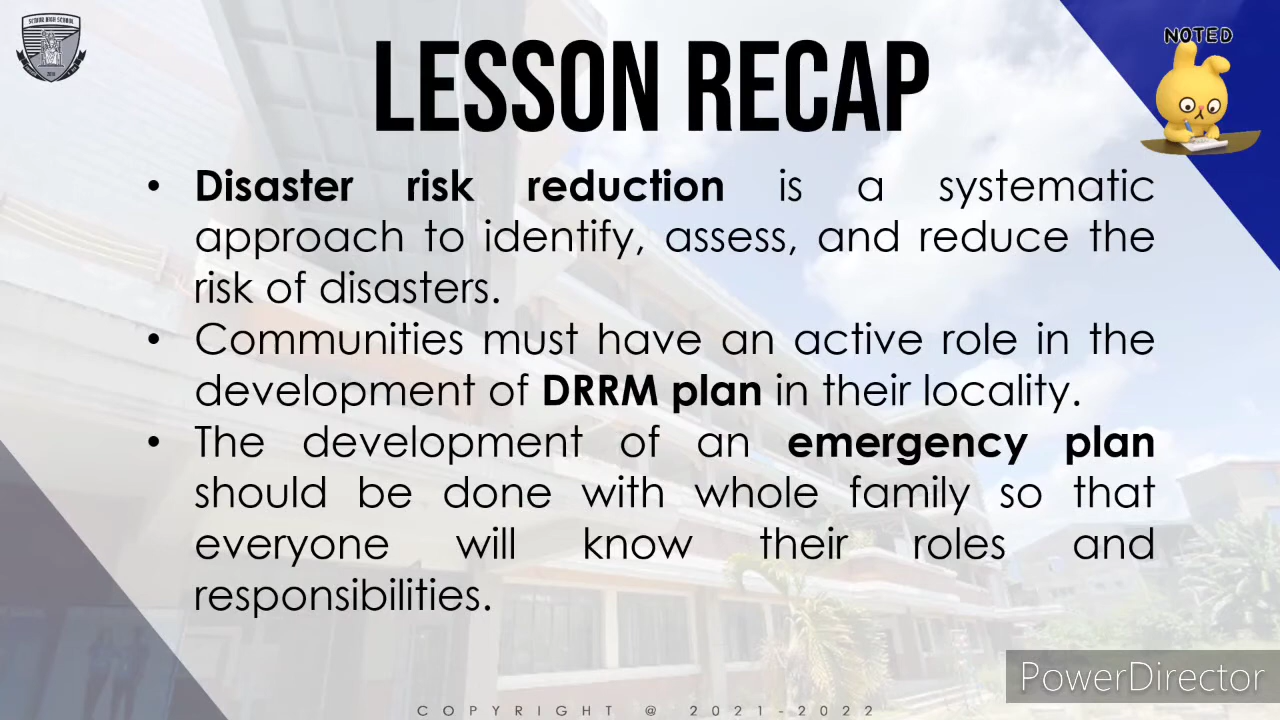 NOTED
LESSON RECAP
• Disaster risk reduction is a systematic
approach to identify, assess, and reduce the
risk of disasters.
• Communities must have an active role in the
development of DRRM plan in their locality.
• The development of an emergency plan
should be done with whole family so that
everyone will know their roles and
responsibilities.
PowerDirector
COPYRIGHT @ 2021-2022